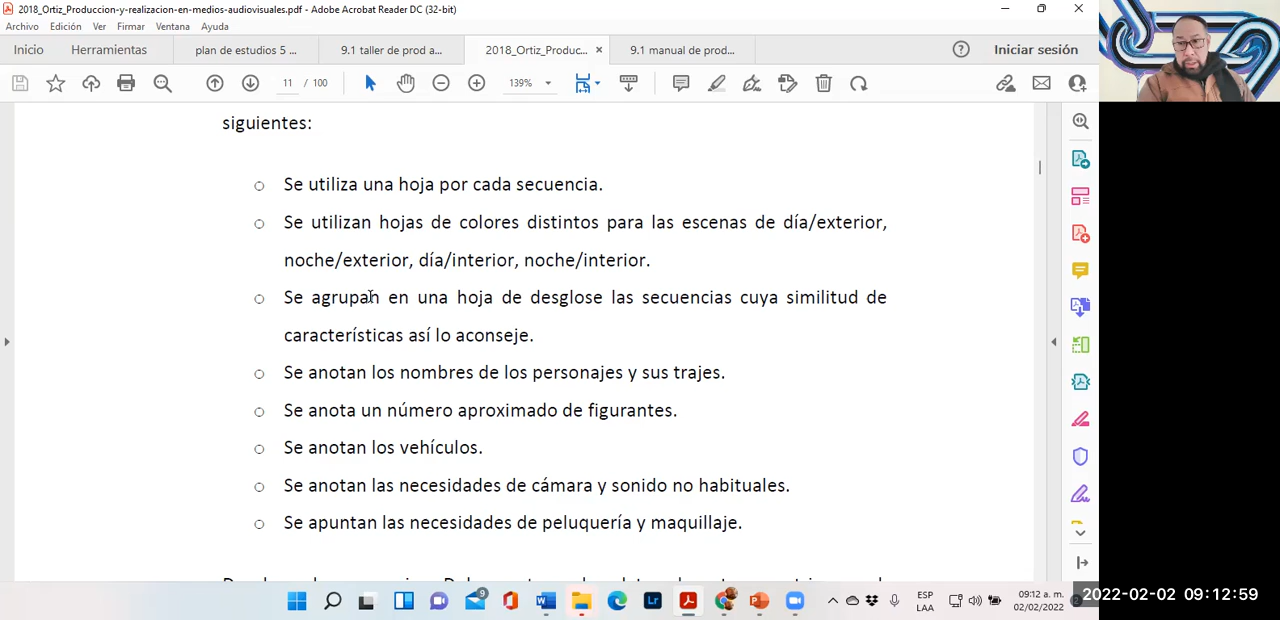 2018_Ortiz_Produccion-y-realizacion-en-medios-audiovisuales.pdf - Adobe Acrobat Reader DC (32-bit)
Archivo Edición Ver Firmar Ventana Ayuda
Inicio Herramientas plan de estudios 5 ... 9.1 taller de prod a... 2018_Ortiz_Produc... × 9.1 manual de prod... Iniciar sesión
11 / 100 139%
siguientes:
Se utiliza una hoja por cada secuencia.
Se utilizan hojas de colores distintos para las escenas de día/exterior,
noche/exterior, día/interior, noche/interior.
Se agrupan en una hoja de desglose las secuencias cuya similitud de
características así lo aconseje.
Se anotan los nombres de los personajes y sus trajes.
Se anota un número aproximado de figurantes.
Se anotan los vehículos.
Se anotan las necesidades de cámara y sonido no habituales.
Se apuntan las necesidades de peluquería y maquillaje.
9 ESP 09:12 a. m.
LAA 02/02/2022
2022-02-02 09:12:59